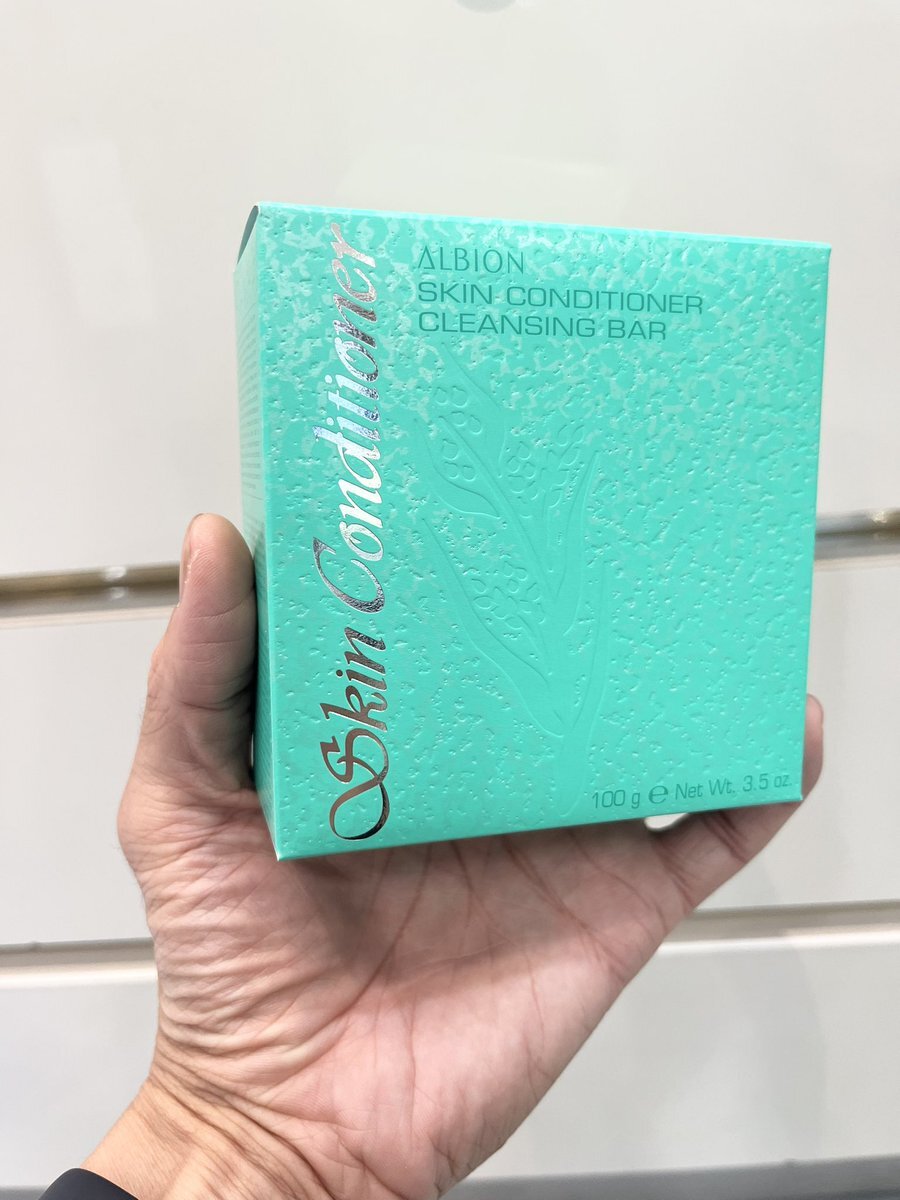 Skin Conditioner
ALBION
SKIN CONDITIONER
CLEANSING BAR
100 g ℮ Net Wt. 3.5 oz.